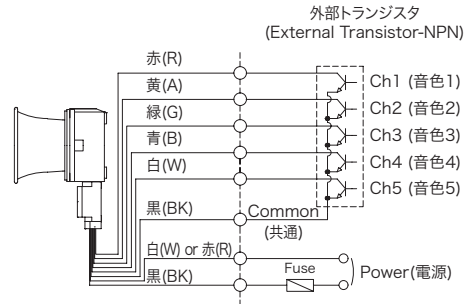 外部トランジスタ
(External Transistor-NPN)
赤(R)
Ch1 (音色1)
黄(A)
Ch2 (音色2)
緑(G)
Ch3 (音色3)
青(B)
Ch4 (音色4)
白(W)
Ch5 (音色5)
黒(BK)
Common
(共通)
白(W) or 赤(R)
Fuse
Power(電源)
黒(BK)